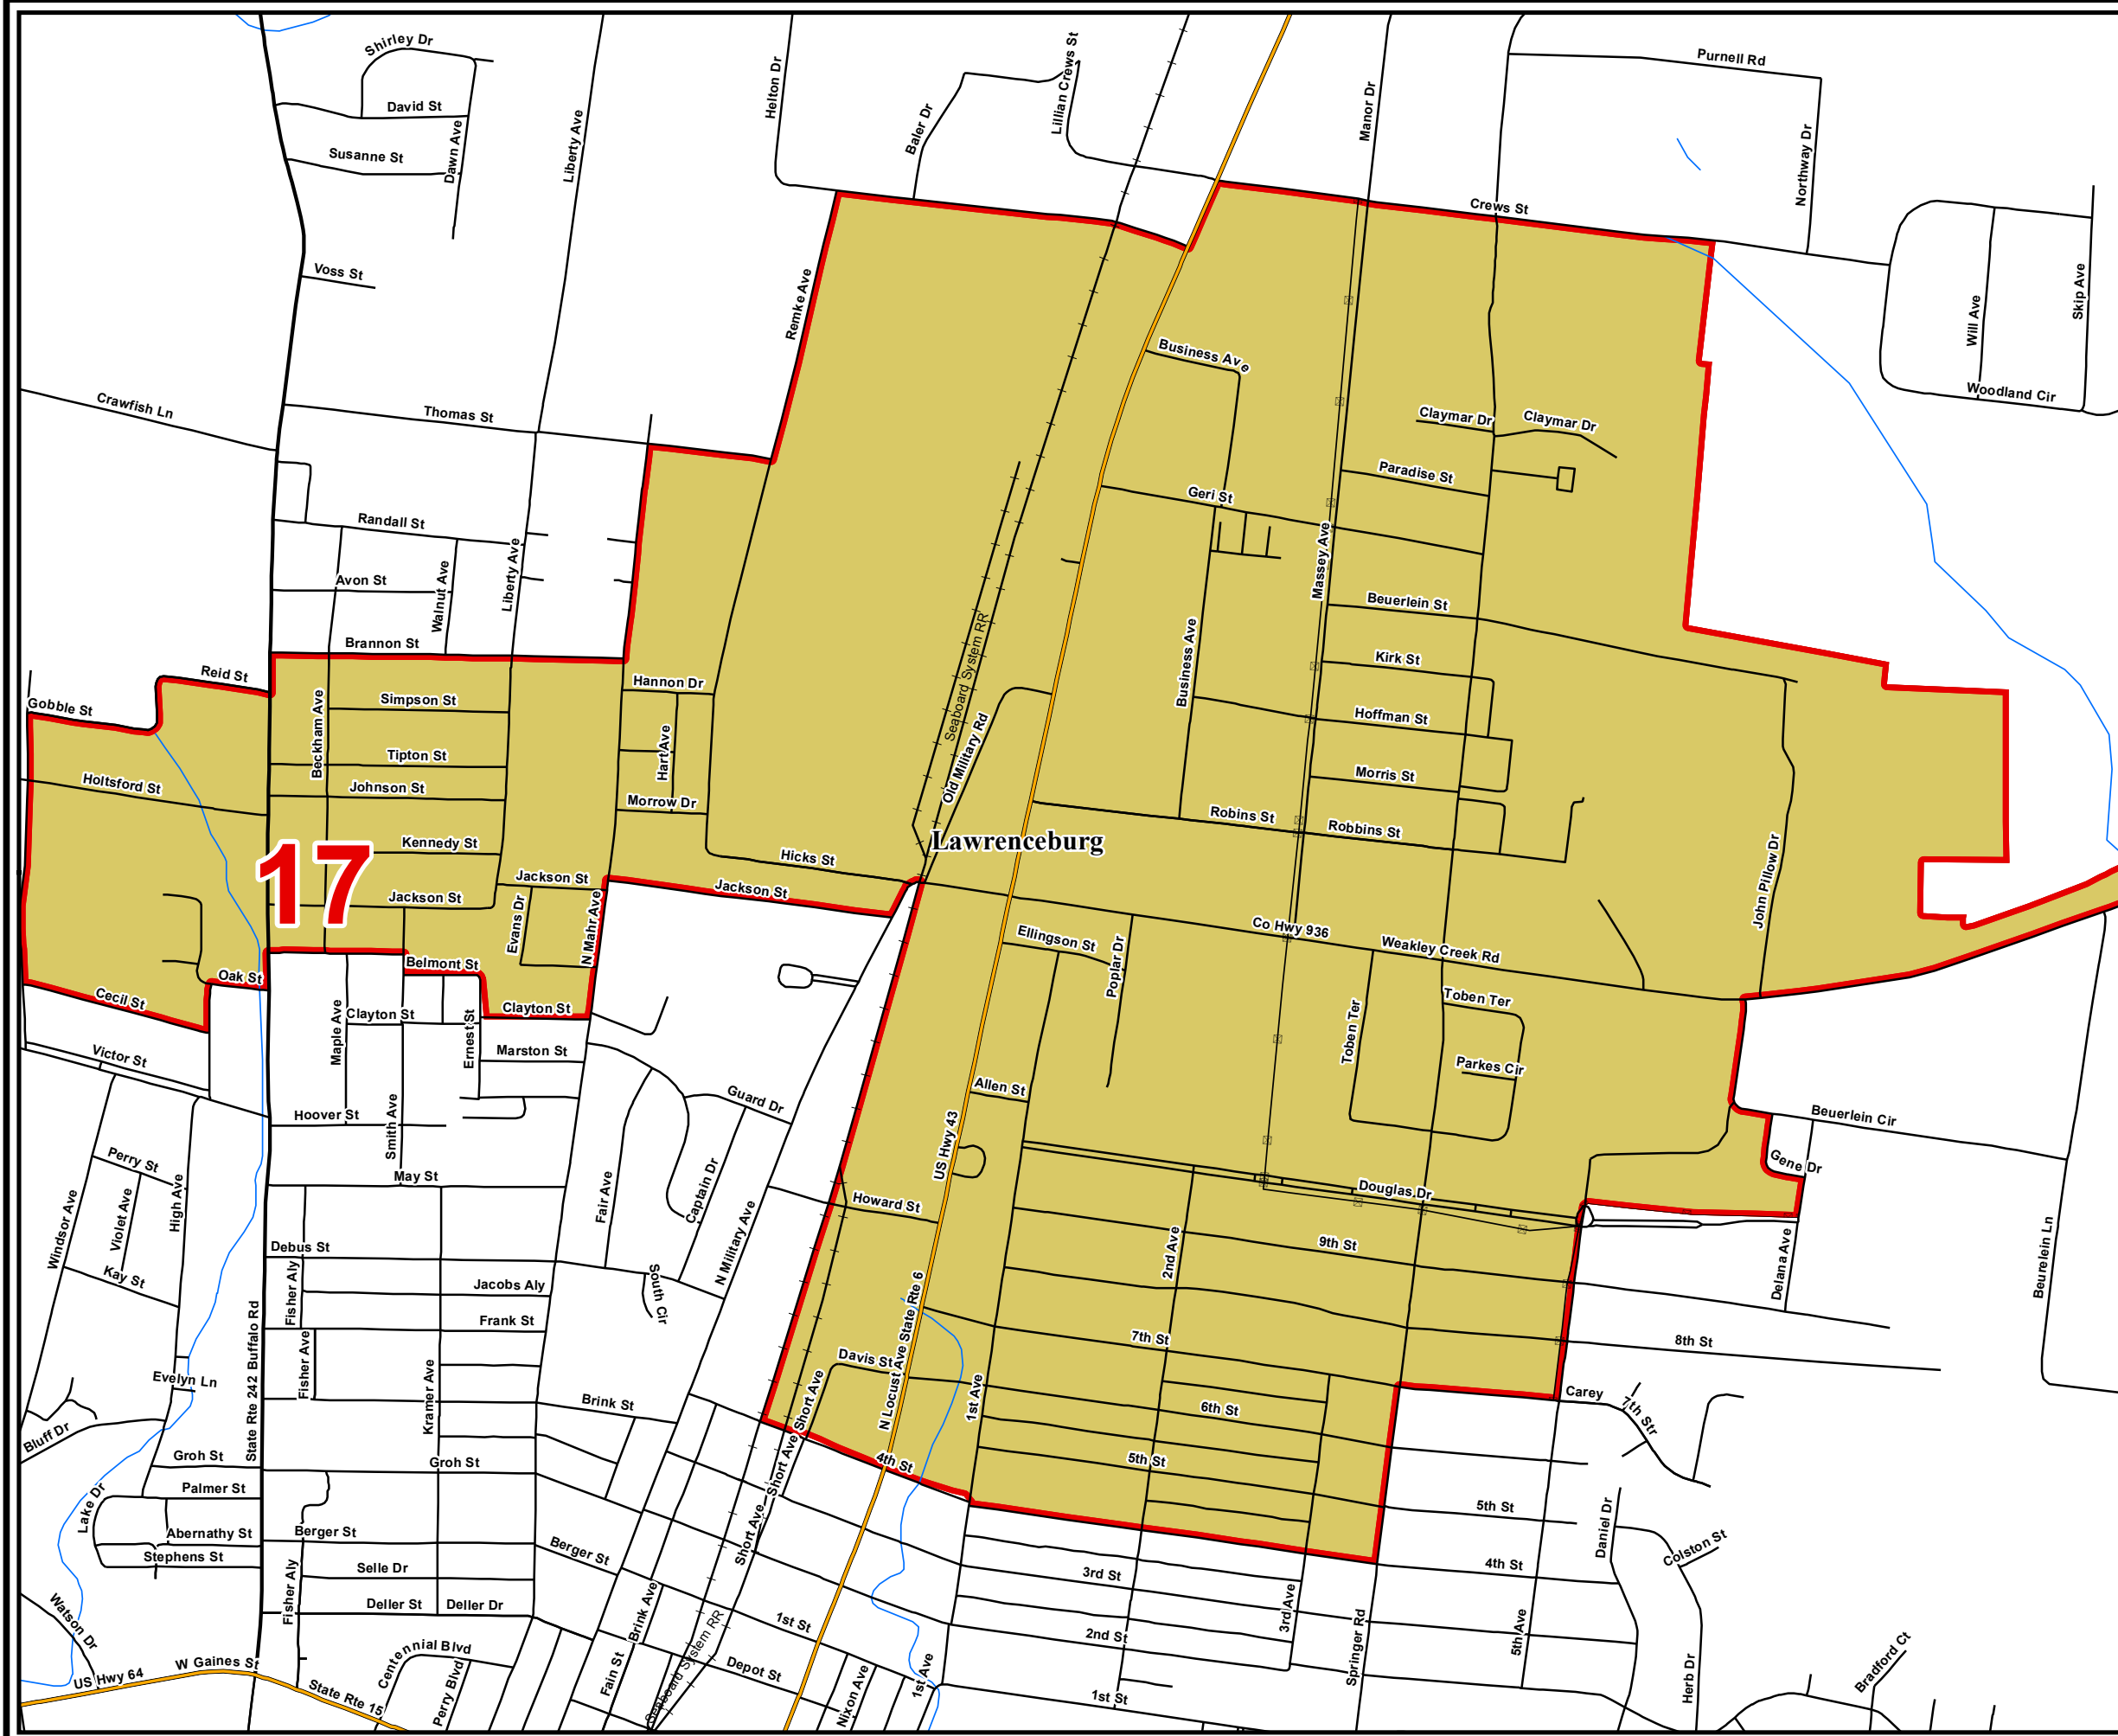 Shirley Dr
David St
Susanne St
Dawn Ave
Liberty Ave
Helton Dr
Baler Dr
Lillian Crews St
Manor Dr
Purnell Rd
Northway Dr
Crews St
Will Ave
Skip Ave
Woodland Cir
Voss St
Remke Ave
Business Ave
Crawfish Ln
Thomas St
Claymar Dr
Claymar Dr
Paradise St
Geri St
Randall St
Avon St
Walnut Ave
Liberty Ave
Massey Ave
Beuerlein St
Brannon St
Kirk St
Reid St
Gobble St
Hannon Dr
Simpson St
Beckham Ave
Seaboard System RR
Business Ave
Hoffman St
Tipton St
Hart Ave
Old Military Rd
Holtsford St
Johnson St
Morrow Dr
Morris St
Robins St
Robbins St
Lawrenceburg
Kennedy St
17
Hicks St
Jackson St
Jackson St
Jackson St
John Pillow Dr
Evans Dr
N Mahr Ave
Co Hwy 936
Weakley Creek Rd
Ellingson St
Poplar Dr
Belmont St
Oak St
Cecil St
Clayton St
Clayton St
Maple Ave
Ernest St
Toben Ter
Toben Ter
Parkes Cir
Victor St
Marston St
Allen St
Guard Dr
Beuerlein Cir
Hoover St
Smith Ave
US Hwy 43
Gene Dr
Perry St
May St
Douglas Dr
Windsor Ave
Violet Ave
High Ave
Fair Ave
Captain Dr
Howard St
N Military Ave
2nd Ave
9th St
Delana Ave
Beuerlein Ln
Debus St
Kay St
Fisher Aly
Jacobs Aly
South Cir
Frank St
N Locust Ave State Rte 6
7th St
8th St
State Rte 242 Buffalo Rd
Fisher Ave
Davis St
Evelyn Ln
Kramer Ave
Short Ave
1st Ave
Carey
7th Str
Brink St
6th St
Bluff Dr
Groh St
Groh St
4th St
5th St
Short Ave
Palmer St
Lake Dr
5th St
Short Ave
Abernathy St
Berger St
Berger St
Daniel Dr
Colston St
Stephens St
Selle Dr
4th St
3rd St
Fisher Aly
Watson Dr
Deller St
Deller Dr
Brink Ave
1st St
3rd Ave
Springer Rd
5th Ave
2nd St
Seaboard System RR
Centennial Blvd
W Gaines St
US Hwy 64
State Rte 15
Perry Blvd
Fain St
Depot St
Nixon Ave
1st Ave
1st St
Herb Dr
Bradford Ct